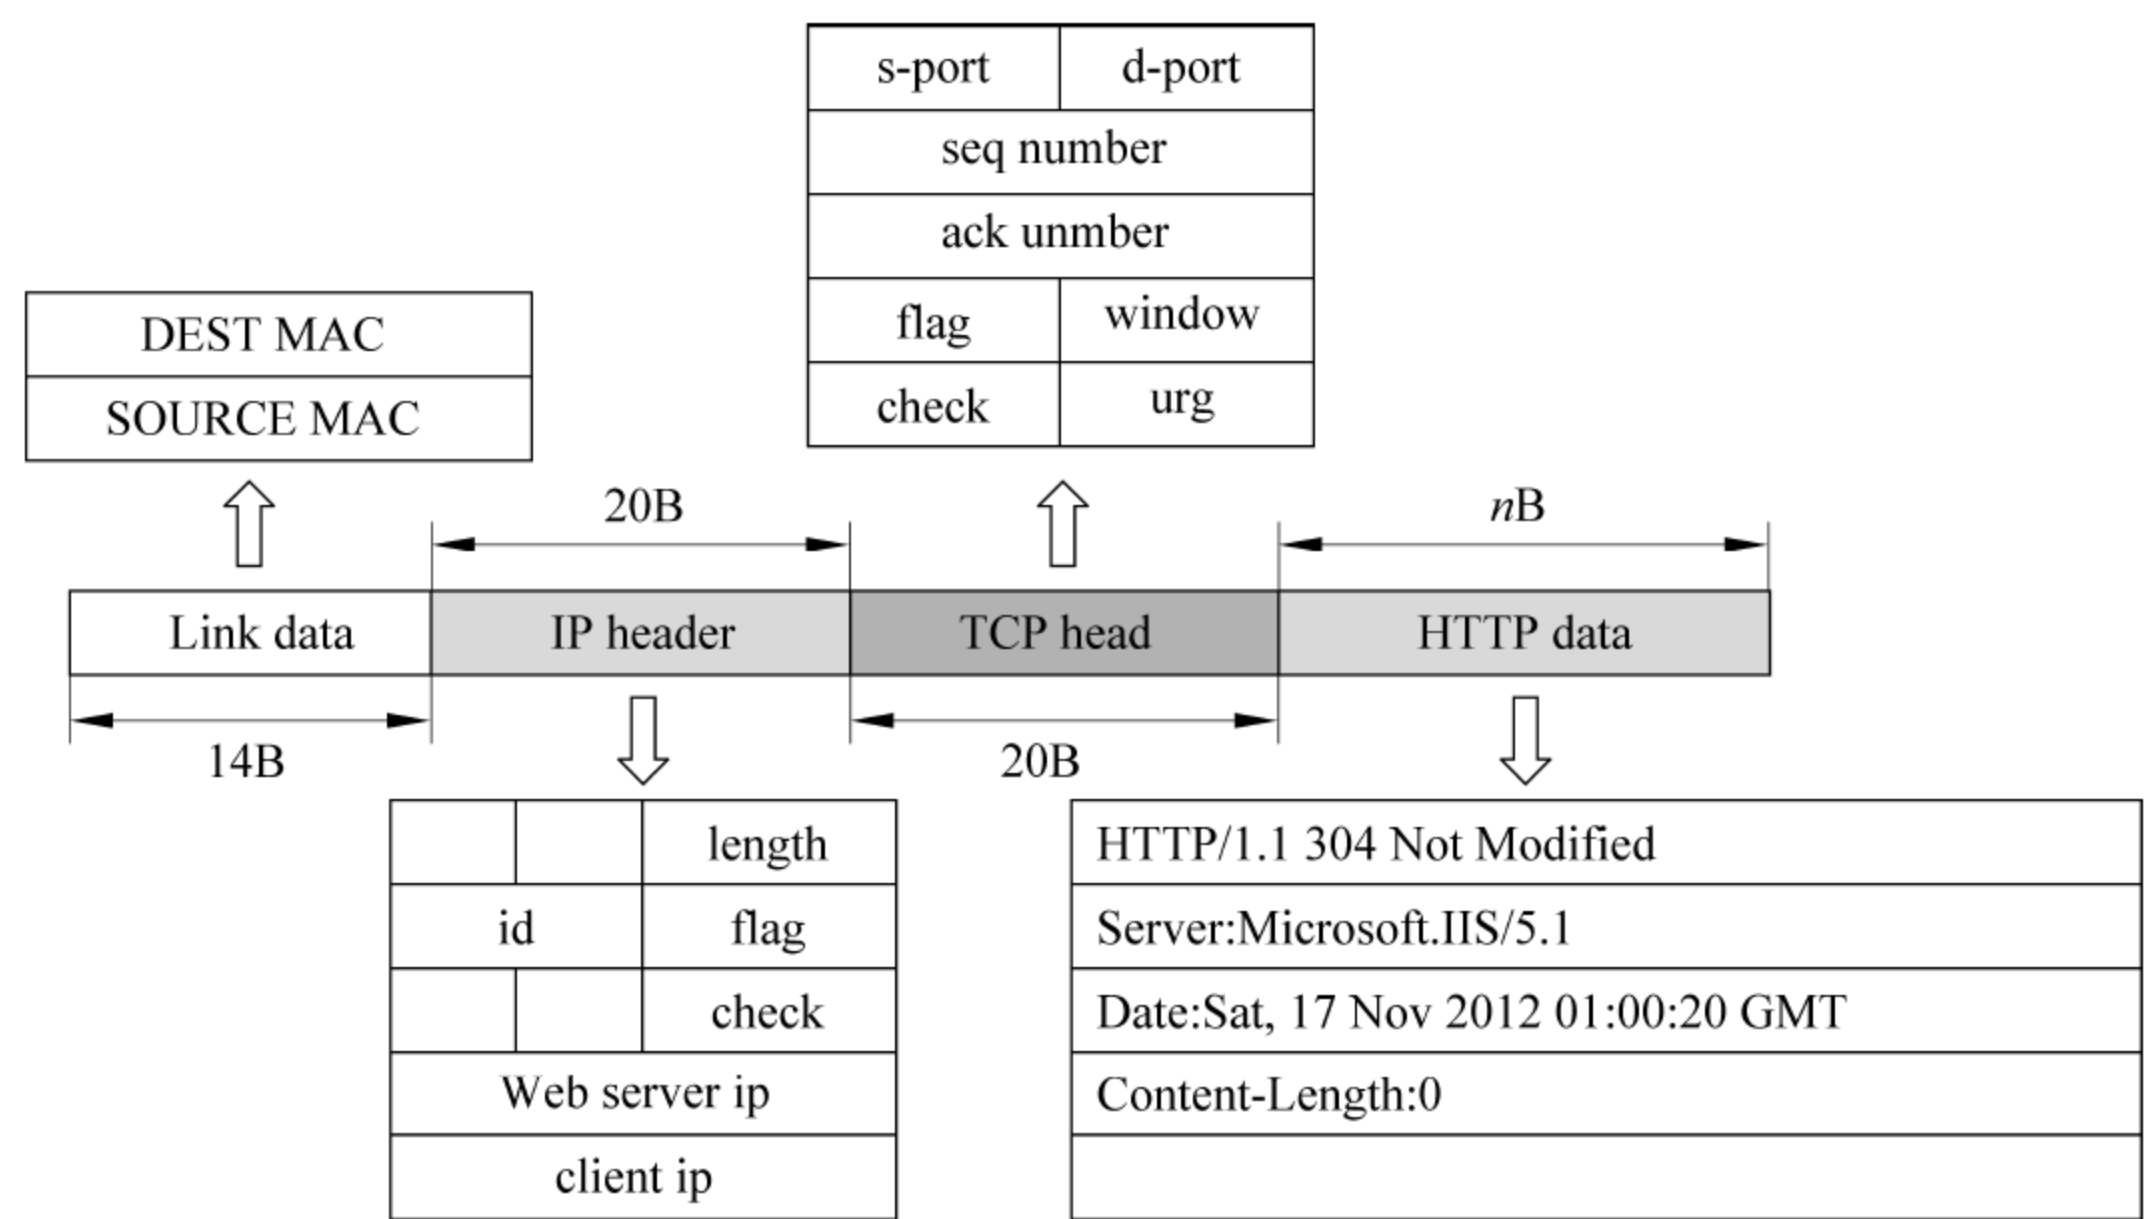 s-port d-port
seq number
ack unmber
flag window
check urg
DEST MAC
SOURCE MAC
20B nB
Link data IP header TCP head HTTP data
14B 20B
length
id flag
check
Web server ip
client ip
HTTP/1.1 304 Not Modified
Server:Microsoft.IIS/5.1
Date:Sat, 17 Nov 2012 01:00:20 GMT
Content-Length:0